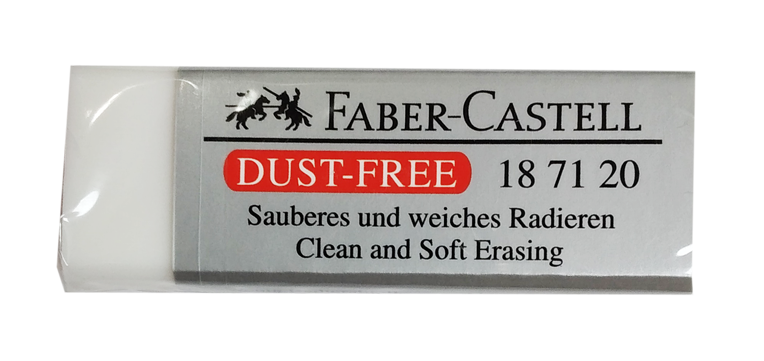 FABER-CASTELL
DUST-FREE 18 71 20
Sauberes und weiches Radieren
Clean and Soft Erasing